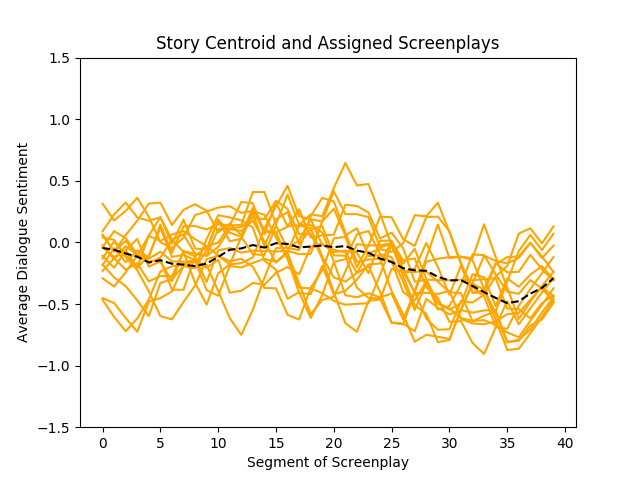 Story Centroid and Assigned Screenplays
1.5
1.0
0.5
0.0
−0.5
−1.0
−1.5
Average Dialogue Sentiment
0 5 10 15 20 25 30 35 40
Segment of Screenplay